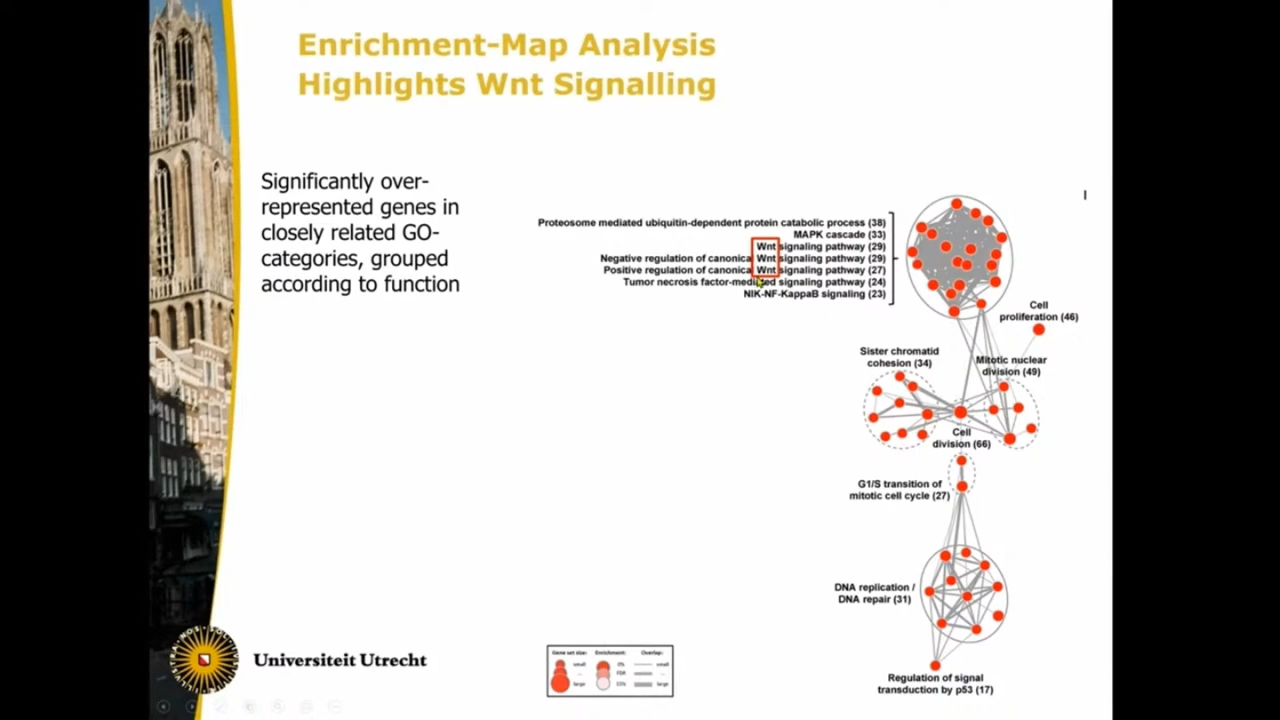 Enrichment-Map Analysis
Highlights Wnt Signalling
Significantly over-
represented genes in
closely related GO-
categories, grouped
according to function
Proteosome mediated ubiquitin-dependent protein catabolic process (38)
MAPK cascade (33)
Wnt signaling pathway (29)
Negative regulation of canonical Wnt signaling pathway (29)
Positive regulation of canonical Wnt signaling pathway (27)
Tumor necrosis factor-mediated signaling pathway (24)
NIK-NF-KappaB signaling (23)
Cell
proliferation (46)
Sister chromatid
cohesion (34)
Mitotic nuclear
division (49)
Cell
division (66)
G1/S transition of
mitotic cell cycle (27)
DNA replication /
DNA repair (31)
Regulation of signal
transduction by p53 (17)
Gene set size: Enrichment: Overlap:
small 0% small
... FDR ...
large 15% large
Universiteit Utrecht